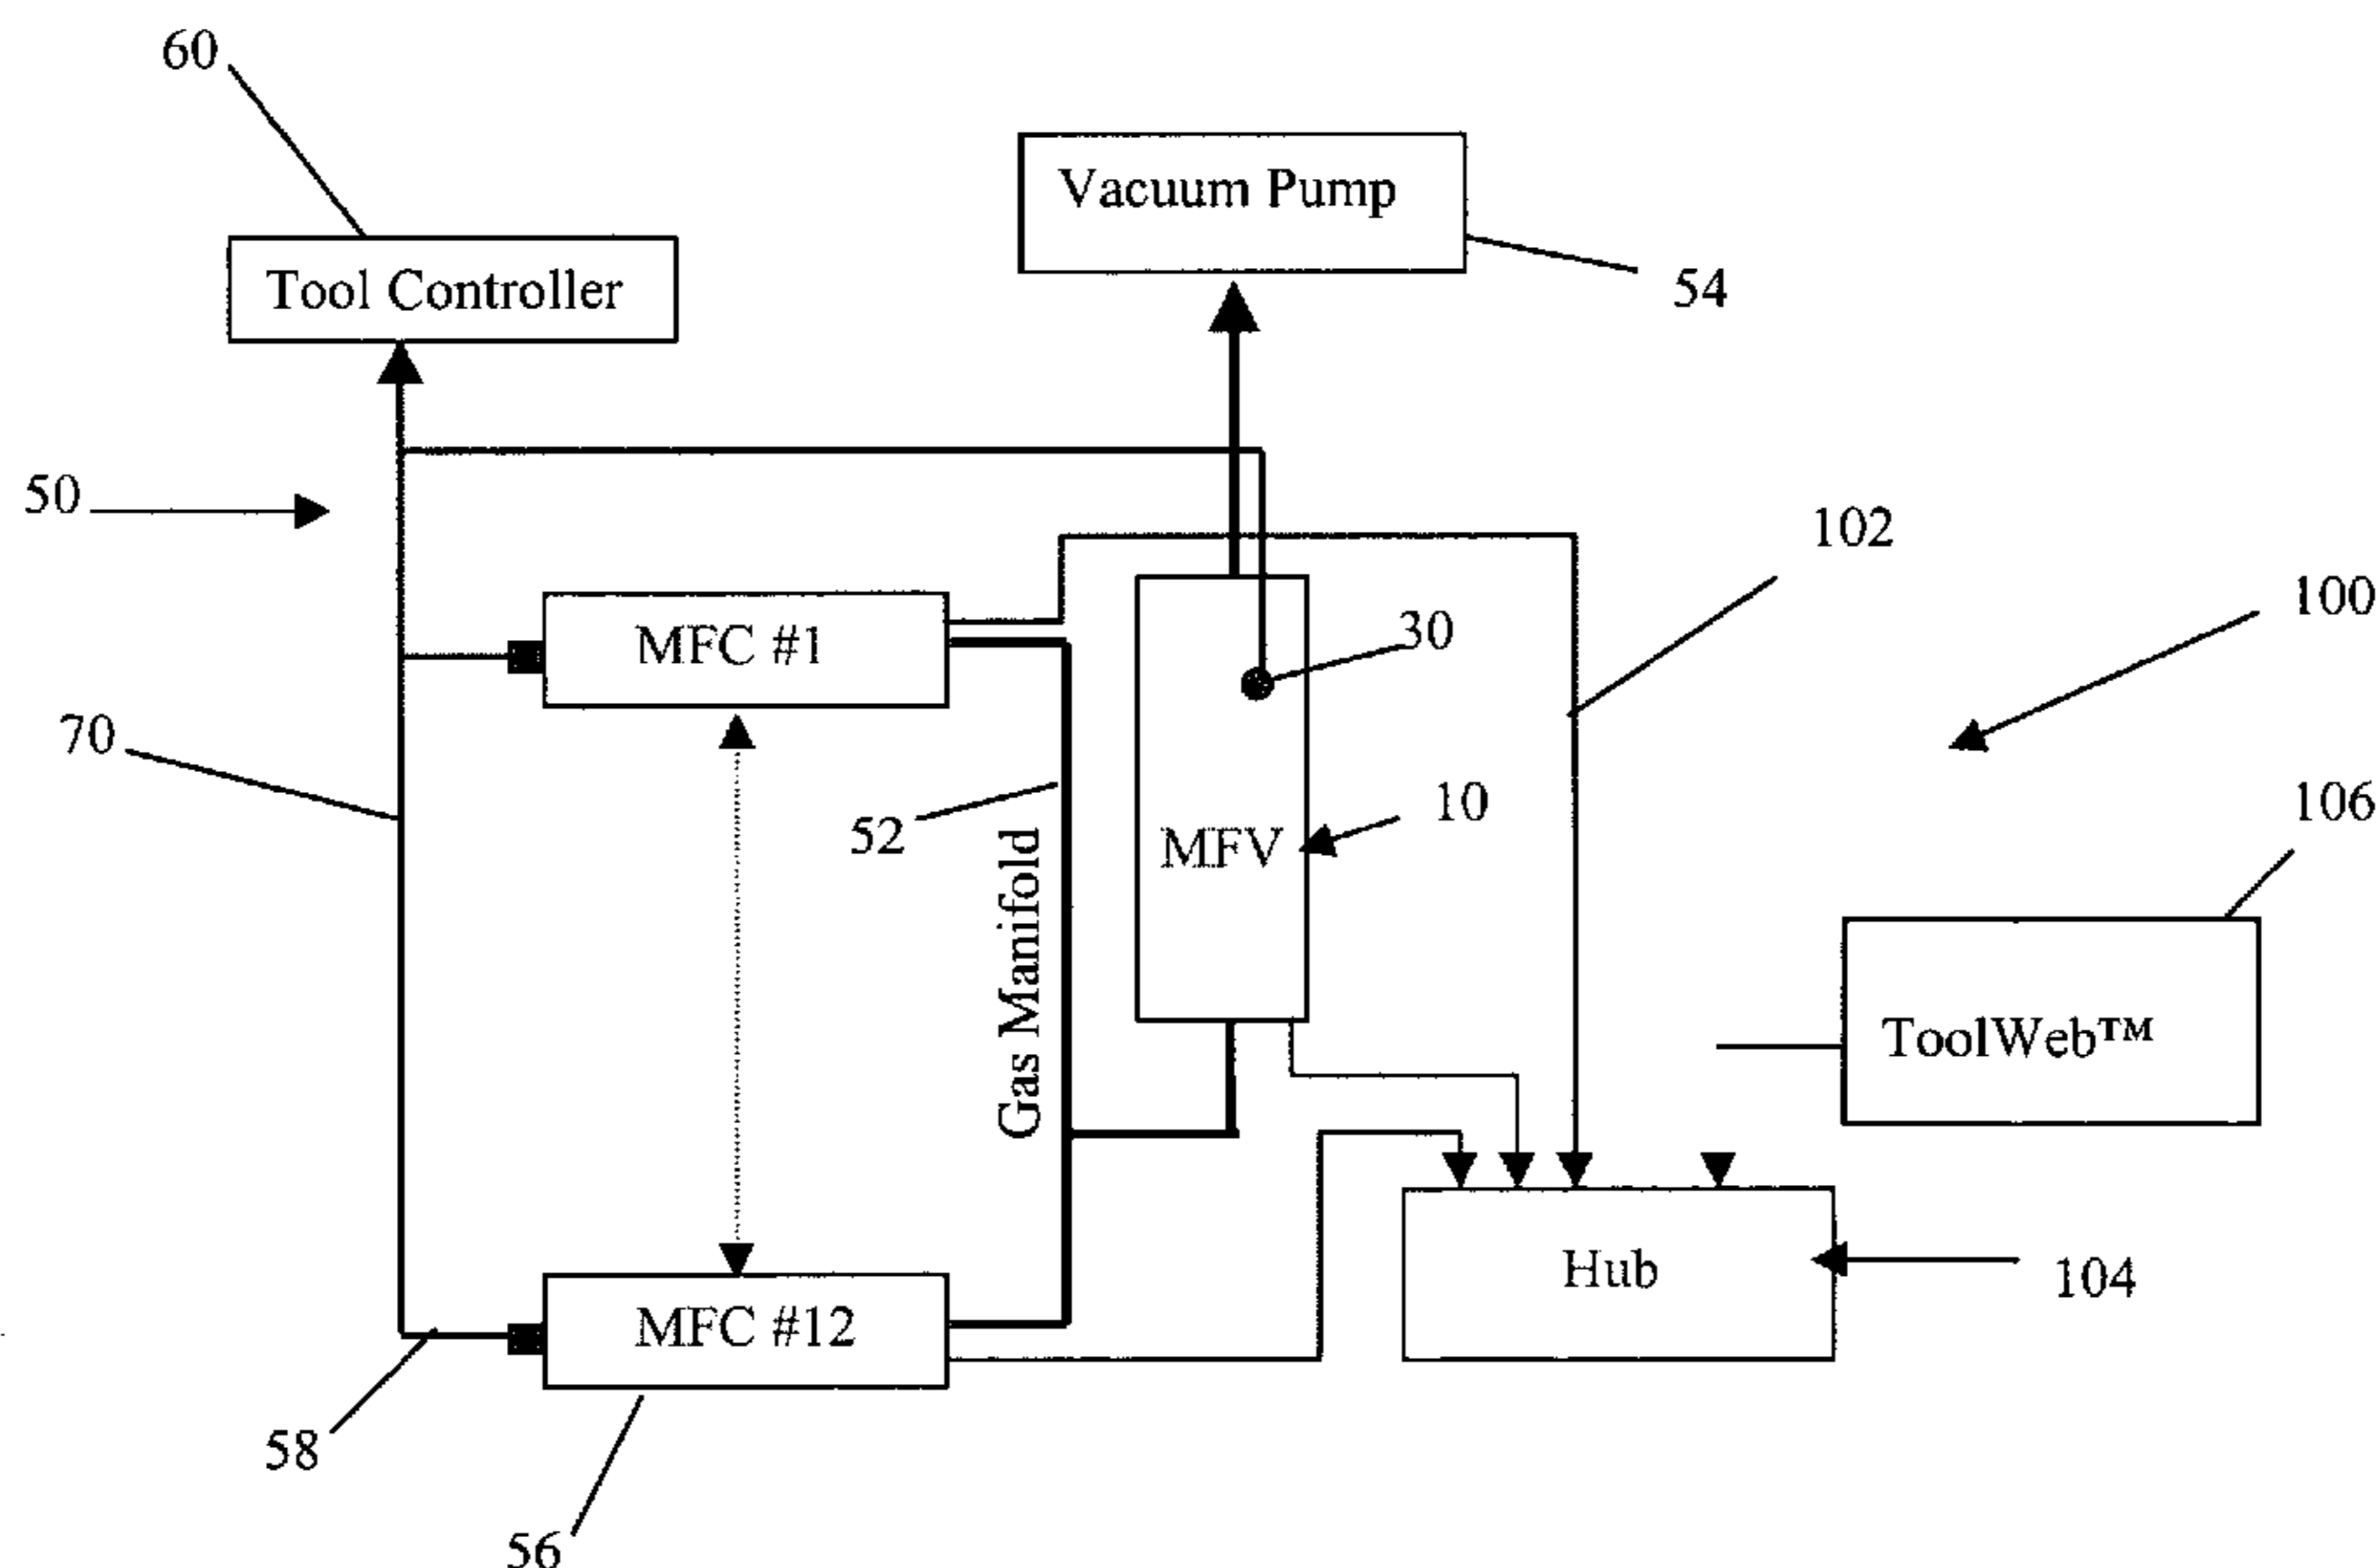 60
Vacuum Pump
Tool Controller
54
50
102
100
MFC #1
30
70
52
10
106
MFV
Gas Manifold
ToolWeb™
Hub
104
MFC #12
58
56